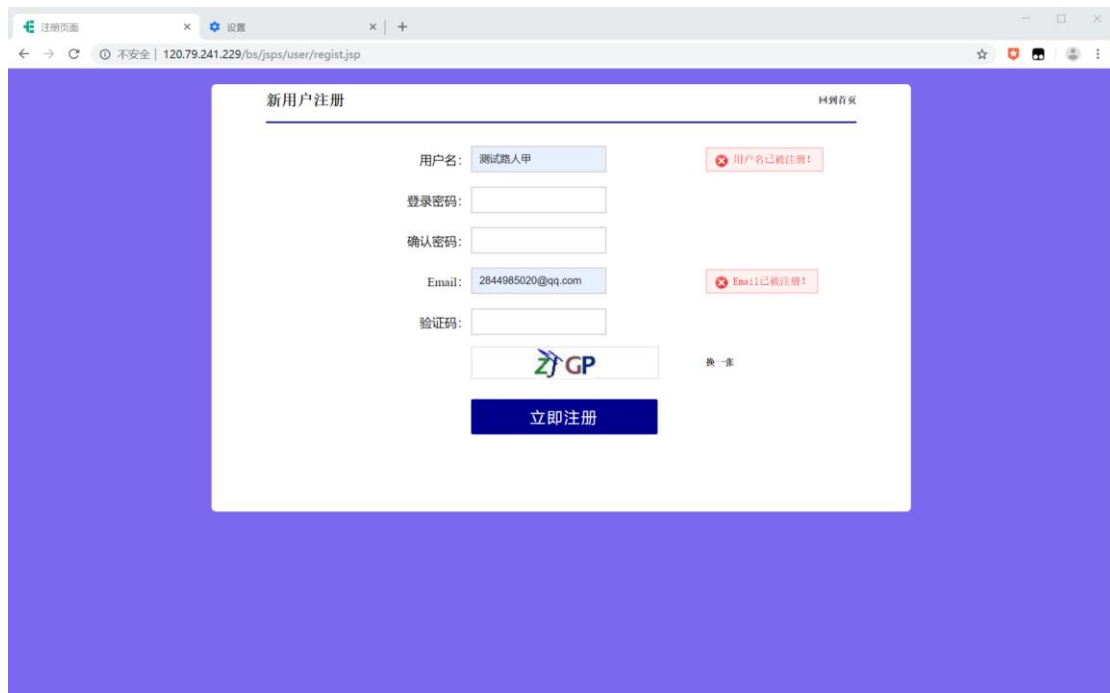 注册页面
设置
不安全 | 120.79.241.229/bs/jsps/user/regist.jsp
新用户注册 回到首页
用户名： 测试路人甲 用户名已被注册！
登录密码：
确认密码：
Email： 2844985020@qq.com Email已被注册！
验证码：
ZfGP 换一张
立即注册